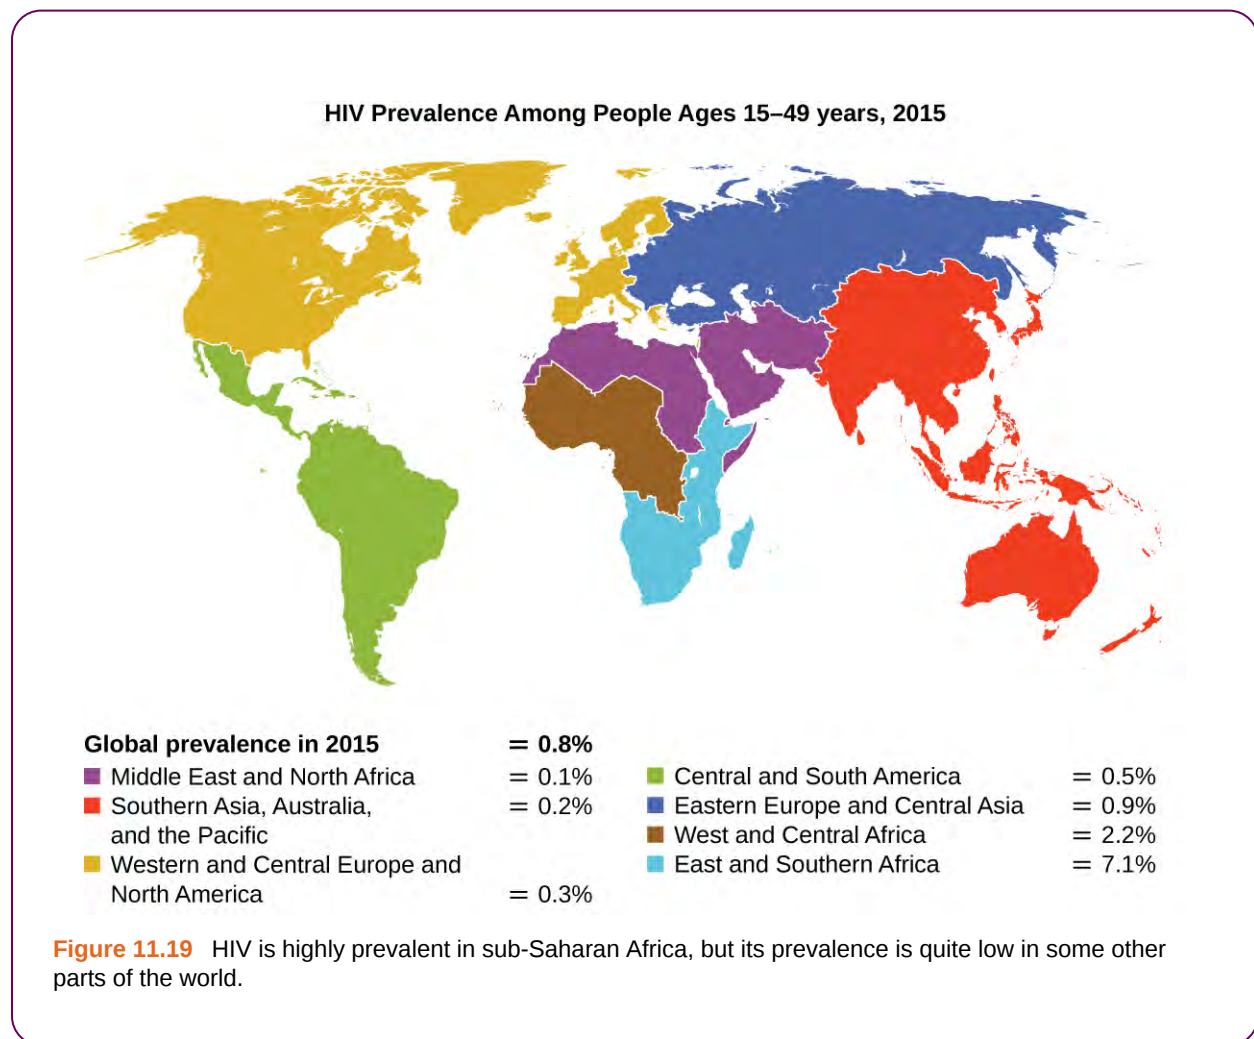 HIV Prevalence Among People Ages 15–49 years, 2015
Global prevalence in 2015 = 0.8%
Middle East and North Africa = 0.1%
Southern Asia, Australia, = 0.2%
and the Pacific
Western and Central Europe and
North America = 0.3%
Central and South America = 0.5%
Eastern Europe and Central Asia = 0.9%
West and Central Africa = 2.2%
East and Southern Africa = 7.1%
Figure 11.19 HIV is highly prevalent in sub-Saharan Africa, but its prevalence is quite low in some other
parts of the world.